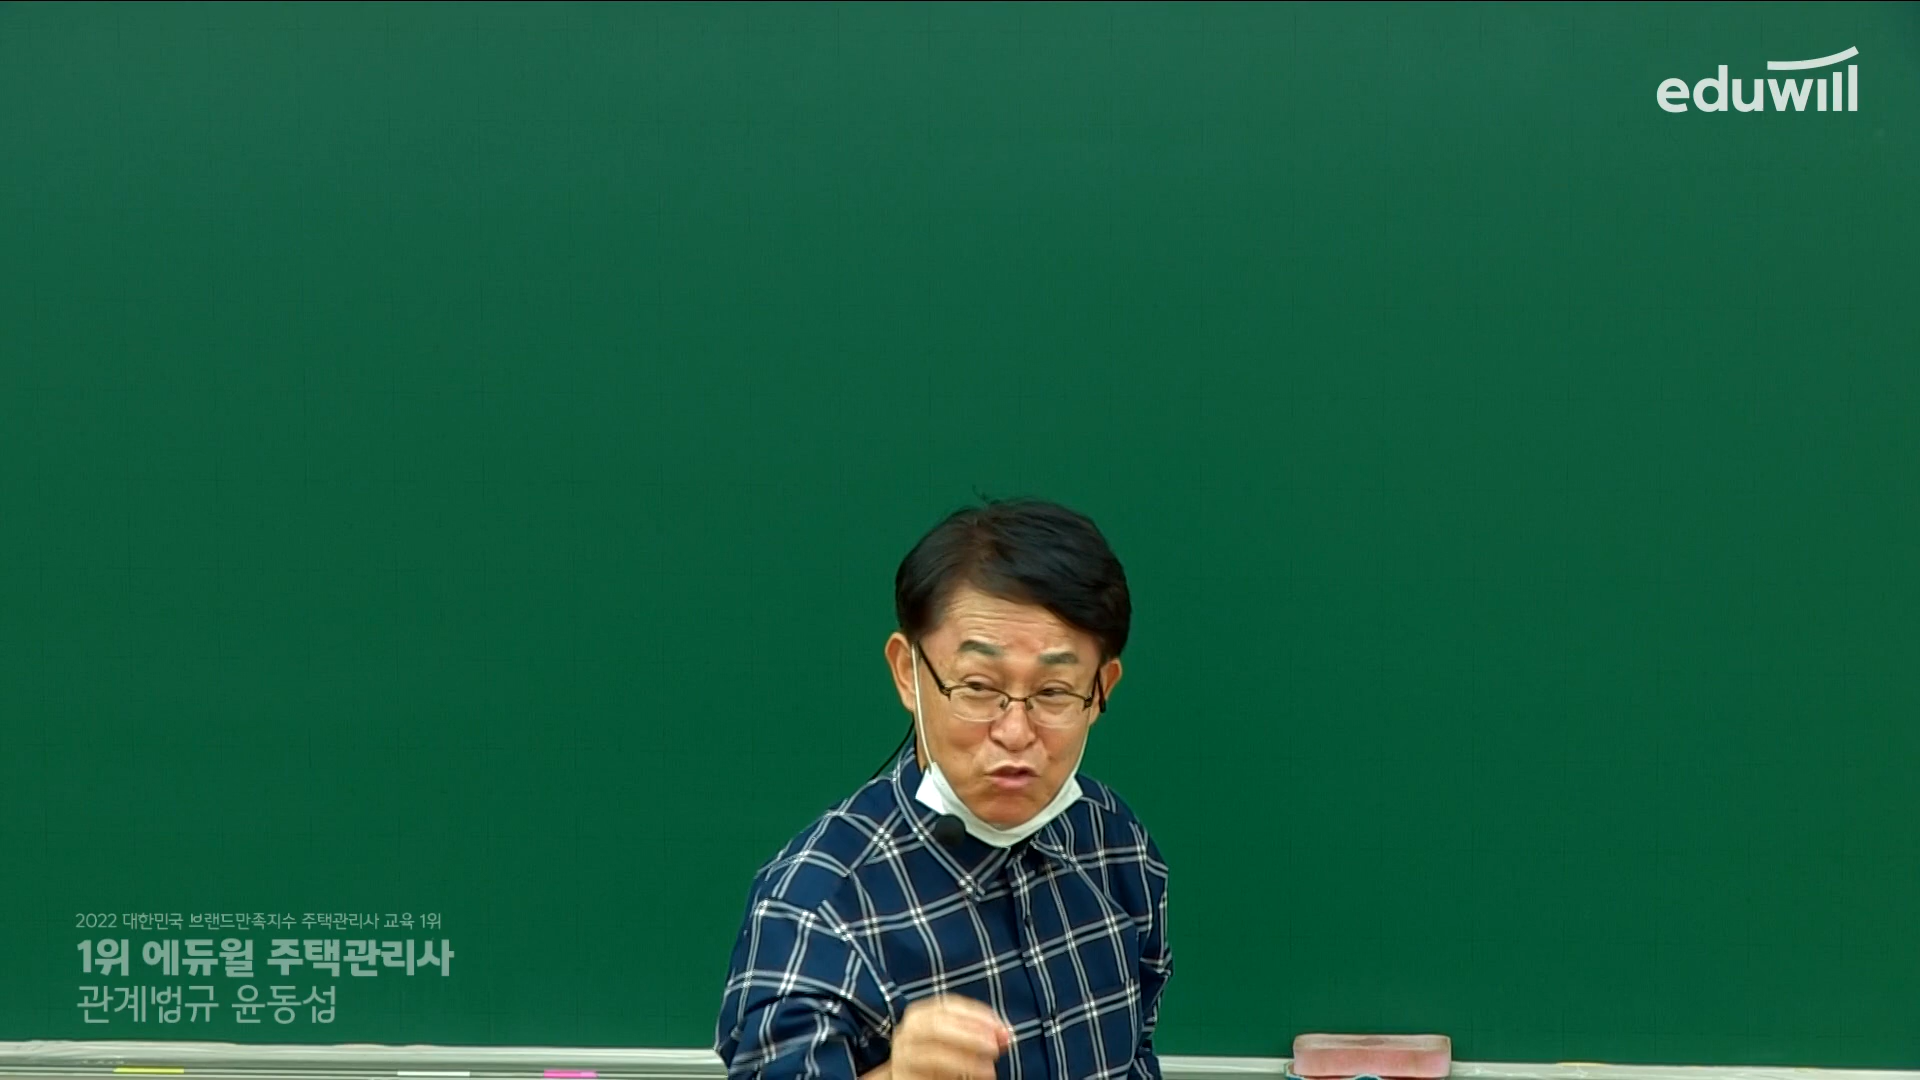 eduwill
2022 대한민국 브랜드만족지수 주택관리사 교육 1위
1위 에듀윌 주택관리사
관계법규 윤동섭